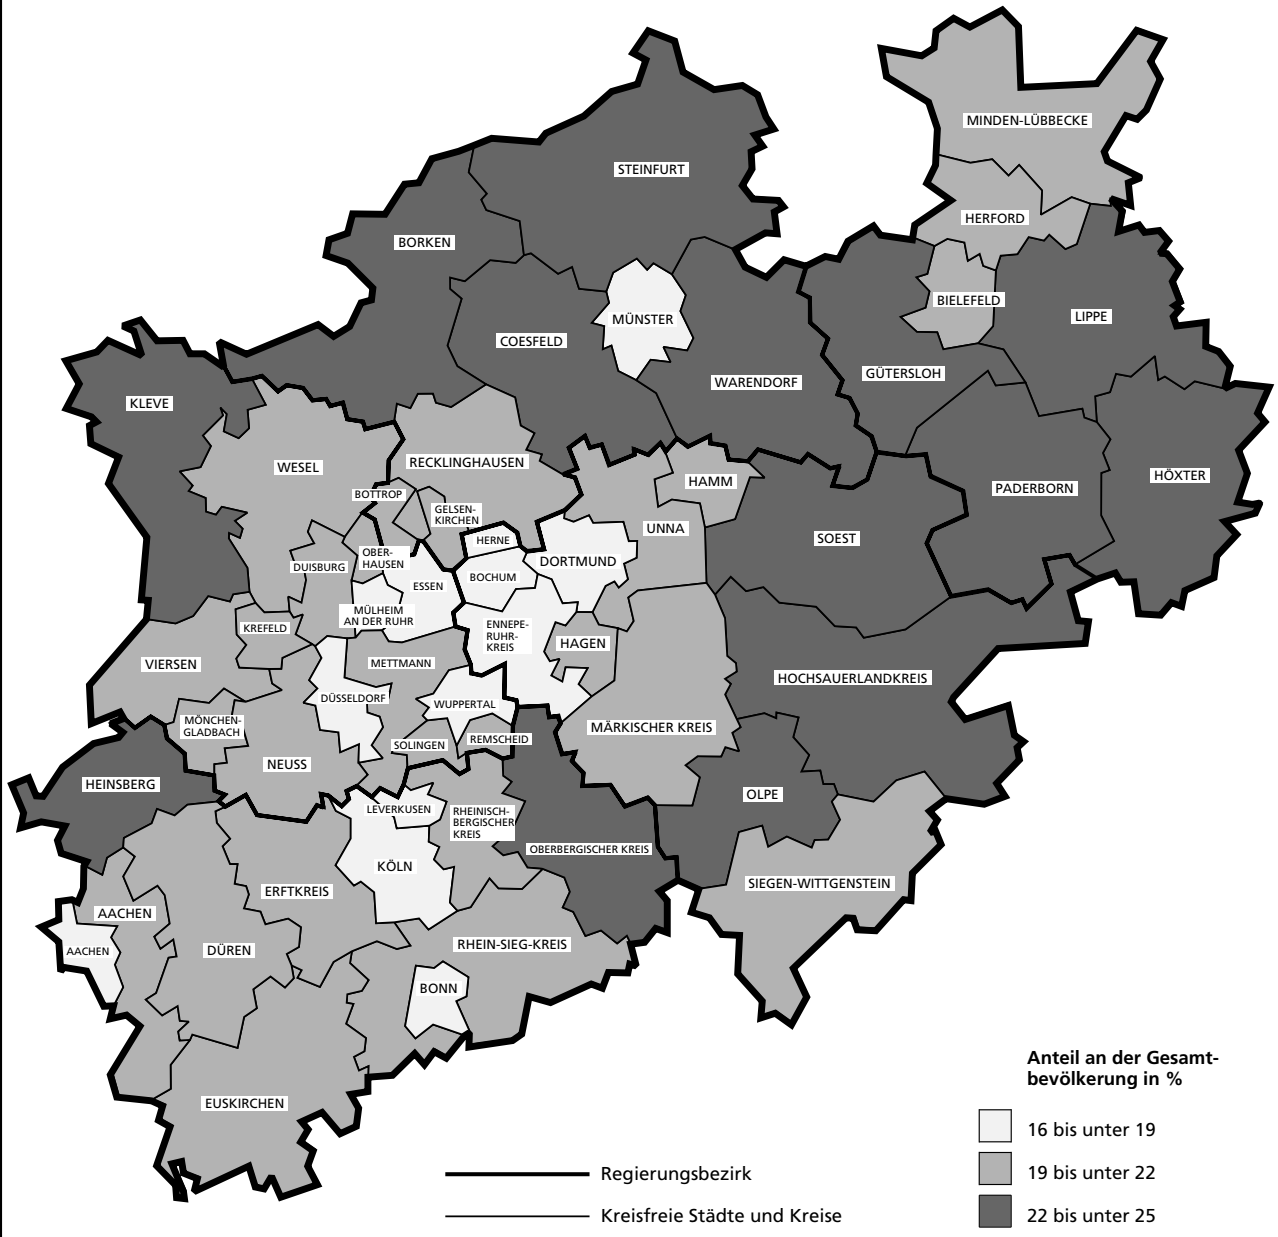 MINDEN-LÜBBECKE
STEINFURT
HERFORD
BORKEN
BIELEFELD
LIPPE
MÜNSTER
COESFELD
GÜTERSLOH
WARENDORF
KLEVE
RECKLINGHAUSEN
WESEL
HÖXTER
HAMM
PADERBORN
BOTTROP
GELSEN-
KIRCHEN
UNNA
SOEST
HERNE
DORTMUND
OBER-
HAUSEN
DUISBURG
BOCHUM
ESSEN
MÜLHEIM
AN DER RUHR
KREFELD
ENNEPE-
RUHR-
KREIS
HAGEN
VIERSEN
METTMANN
HOCHSAUERLANDKREIS
DÜSSELDORF
WUPPERTAL
MÖNCHEN-
GLADBACH
MÄRKISCHER KREIS
REMSCHEID
SOLINGEN
NEUSS
HEINSBERG
OLPE
LEVERKUSEN
RHEINISCH-
BERGISCHER
KREIS
OBERBERGISCHER KREIS
KÖLN
SIEGEN-WITTGENSTEIN
ERFTKREIS
AACHEN
RHEIN-SIEG-KREIS
AACHEN
DÜREN
BONN
EUSKIRCHEN
Anteil an der Gesamt-
bevölkerung in %
16 bis unter 19
19 bis unter 22
22 bis unter 25
Regierungsbezirk
Kreisfreie Städte und Kreise